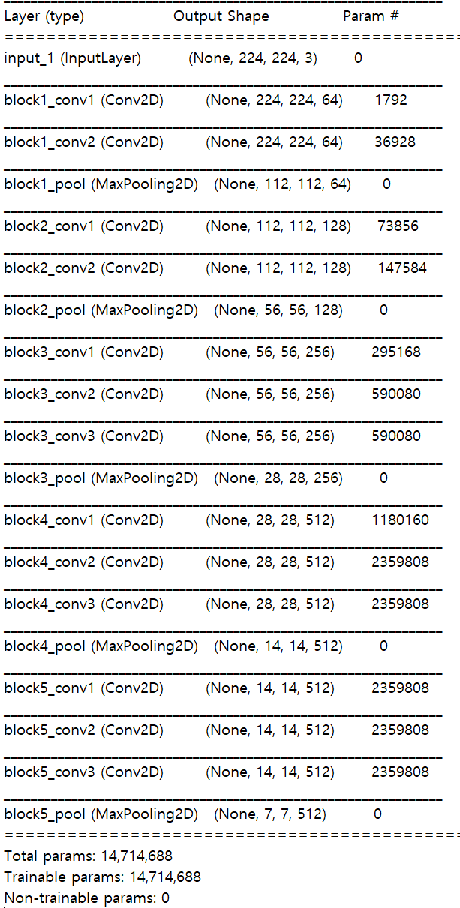 Layer (type) Output Shape Param #
input_1 (InputLayer) (None, 224, 224, 3) 0
block1_conv1 (Conv2D) (None, 224, 224, 64) 1792
block1_conv2 (Conv2D) (None, 224, 224, 64) 36928
block1_pool (MaxPooling2D) (None, 112, 112, 64) 0
block2_conv1 (Conv2D) (None, 112, 112, 128) 73856
block2_conv2 (Conv2D) (None, 112, 112, 128) 147584
block2_pool (MaxPooling2D) (None, 56, 56, 128) 0
block3_conv1 (Conv2D) (None, 56, 56, 256) 295168
block3_conv2 (Conv2D) (None, 56, 56, 256) 590080
block3_conv3 (Conv2D) (None, 56, 56, 256) 590080
block3_pool (MaxPooling2D) (None, 28, 28, 256) 0
block4_conv1 (Conv2D) (None, 28, 28, 512) 1180160
block4_conv2 (Conv2D) (None, 28, 28, 512) 2359808
block4_conv3 (Conv2D) (None, 28, 28, 512) 2359808
block4_pool (MaxPooling2D) (None, 14, 14, 512) 0
block5_conv1 (Conv2D) (None, 14, 14, 512) 2359808
block5_conv2 (Conv2D) (None, 14, 14, 512) 2359808
block5_conv3 (Conv2D) (None, 14, 14, 512) 2359808
block5_pool (MaxPooling2D) (None, 7, 7, 512) 0
Total params: 14,714,688
Trainable params: 14,714,688
Non-trainable params: 0